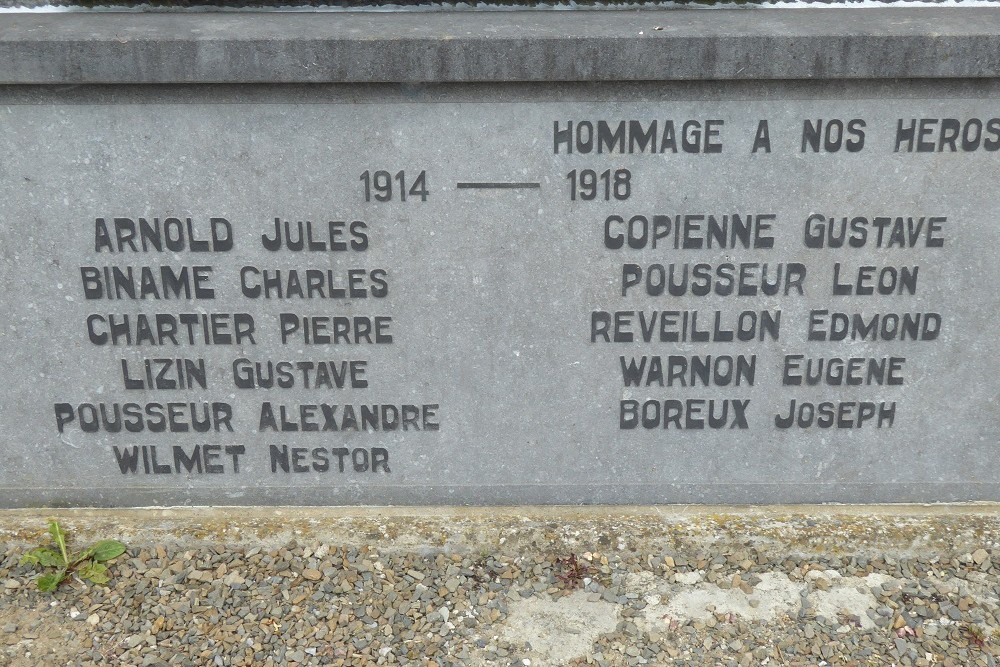 HOMMAGE A NOS HEROS
1914 — 1918
ARNOLD JULES
BINAME CHARLES
CHARTIER PIERRE
LIZIN GUSTAVE
POUSSEUR ALEXANDRE
WILMET NESTOR
COPIENNE GUSTAVE
POUSSEUR LEON
REVEILLON EDMOND
WARNON EUGENE
BOREUX JOSEPH